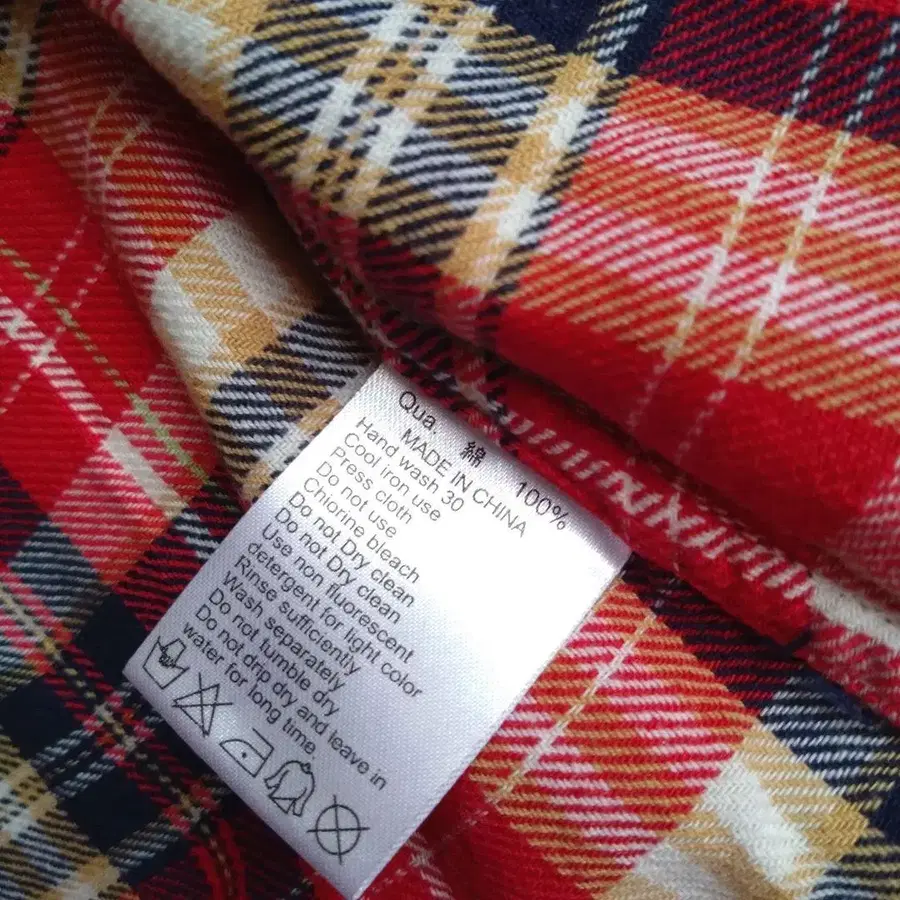 Qua. 綿 100%
MADE IN CHINA
Hand wash 30
Cool iron use
Press cloth
Do not use
Chlorine bleach
Do not Dry clean
Do not Dry clean
Use non fluorescent
detergent for light color
Rinse sufficiently
Wash separately
Do not tumble dry
Do not drip dry and leave in
water for long time